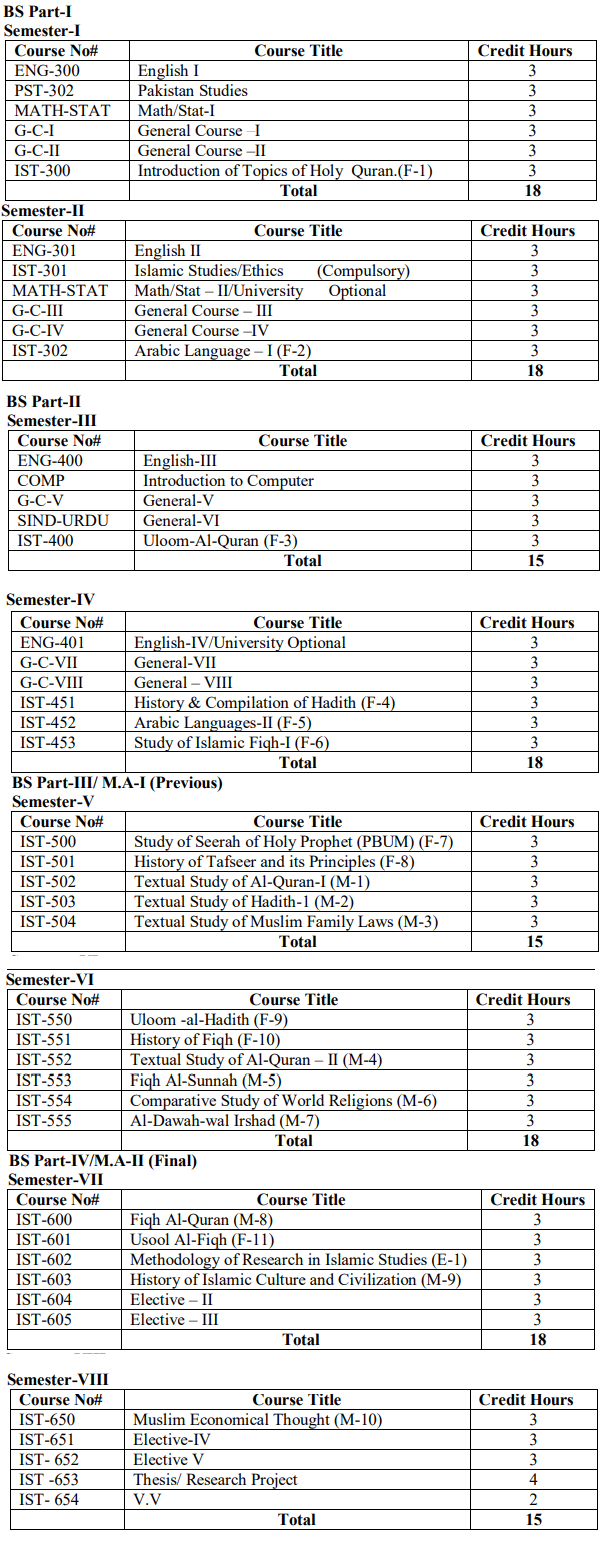 BS Part-I
Semester-I
Course No# Course Title Credit Hours
ENG-300 English I 3
PST-302 Pakistan Studies 3
MATH-STAT Math/Stat-I 3
G-C-I General Course –I 3
G-C-II General Course –II 3
IST-300 Introduction of Topics of Holy Quran.(F-1) 3
Total 18
Semester-II
Course No# Course Title Credit Hours
ENG-301 English II 3
IST-301 Islamic Studies/Ethics (Compulsory) 3
MATH-STAT Math/Stat – II/University Optional 3
G-C-III General Course – III 3
G-C-IV General Course –IV 3
IST-302 Arabic Language – I (F-2) 3
Total 18
BS Part-II
Semester-III
Course No# Course Title Credit Hours
ENG-400 English-III 3
COMP Introduction to Computer 3
G-C-V General-V 3
SIND-URDU General-VI 3
IST-400 Uloom-Al-Quran (F-3) 3
Total 15
Semester-IV
Course No# Course Title Credit Hours
ENG-401 English-IV/University Optional 3
G-C-VII General-VII 3
G-C-VIII General – VIII 3
IST-451 History & Compilation of Hadith (F-4) 3
IST-452 Arabic Languages-II (F-5) 3
IST-453 Study of Islamic Fiqh-I (F-6) 3
Total 18
BS Part-III/ M.A-I (Previous)
Semester-V
Course No# Course Title Credit Hours
IST-500 Study of Seerah of Holy Prophet (PBUM) (F-7) 3
IST-501 History of Tafseer and its Principles (F-8) 3
IST-502 Textual Study of Al-Quran-I (M-1) 3
IST-503 Textual Study of Hadith-1 (M-2) 3
IST-504 Textual Study of Muslim Family Laws (M-3) 3
Total 15
Semester-VI
Course No# Course Title Credit Hours
IST-550 Uloom -al-Hadith (F-9) 3
IST-551 History of Fiqh (F-10) 3
IST-552 Textual Study of Al-Quran – II (M-4) 3
IST-553 Fiqh Al-Sunnah (M-5) 3
IST-554 Comparative Study of World Religions (M-6) 3
IST-555 Al-Dawah-wal Irshad (M-7) 3
Total 18
BS Part-IV/M.A-II (Final)
Semester-VII
Course No# Course Title Credit Hours
IST-600 Fiqh Al-Quran (M-8) 3
IST-601 Usool Al-Fiqh (F-11) 3
IST-602 Methodology of Research in Islamic Studies (E-1) 3
IST-603 History of Islamic Culture and Civilization (M-9) 3
IST-604 Elective – II 3
IST-605 Elective – III 3
Total 18
Semester-VIII
Course No# Course Title Credit Hours
IST-650 Muslim Economical Thought (M-10) 3
IST-651 Elective-IV 3
IST- 652 Elective V 3
IST -653 Thesis/ Research Project 4
IST- 654 V.V 2
Total 15